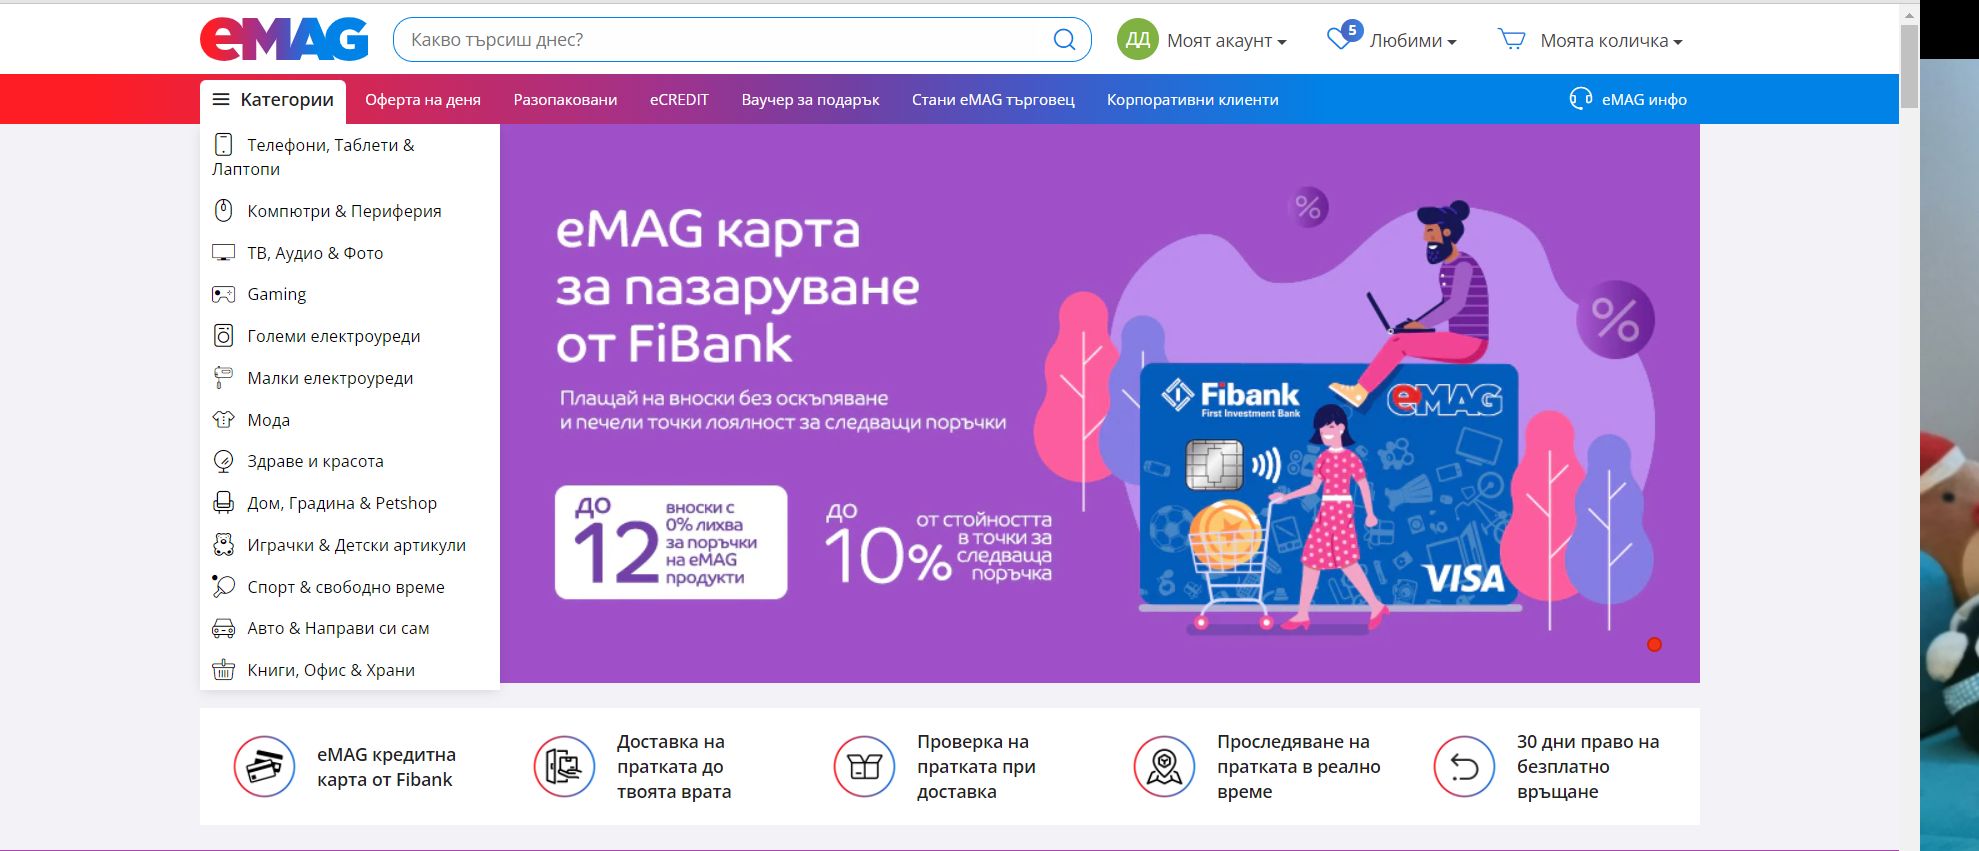 eMAG
Какво търсиш днес?
ДД
Моят акаунт
5
Любими
Моята количка
Категории
Оферта на деня
Разопаковани
eCREDIT
Ваучер за подарък
Стани eMAG търговец
Корпоративни клиенти
eMAG инфо
Телефони, Таблети &
Лаптопи
Компютри & Периферия
ТВ, Аудио & Фото
Gaming
Големи електроуреди
Малки електроуреди
Мода
Здраве и красота
Дом, Градина & Petshop
Играчки & Детски артикули
Спорт & свободно време
Авто & Направи си сам
Книги, Офис & Храни
eMAG карта
за пазаруване
от FiBank
Плащай на вноски без оскъпяване
и печели точки лоялност за следващи поръчки
до
12
вноски с
0% лихва
за поръчки
на eMAG
продукти
до
10%
от стойността
в точки за
следваща
поръчка
%
%
Fibank
First Investment Bank
eMAG
VISA
eMAG кредитна
карта от Fibank
Доставка на
пратката до
твоята врата
Проверка на
пратката при
доставка
Проследяване на
пратката в реално
време
30 дни право на
безплатно
връщане